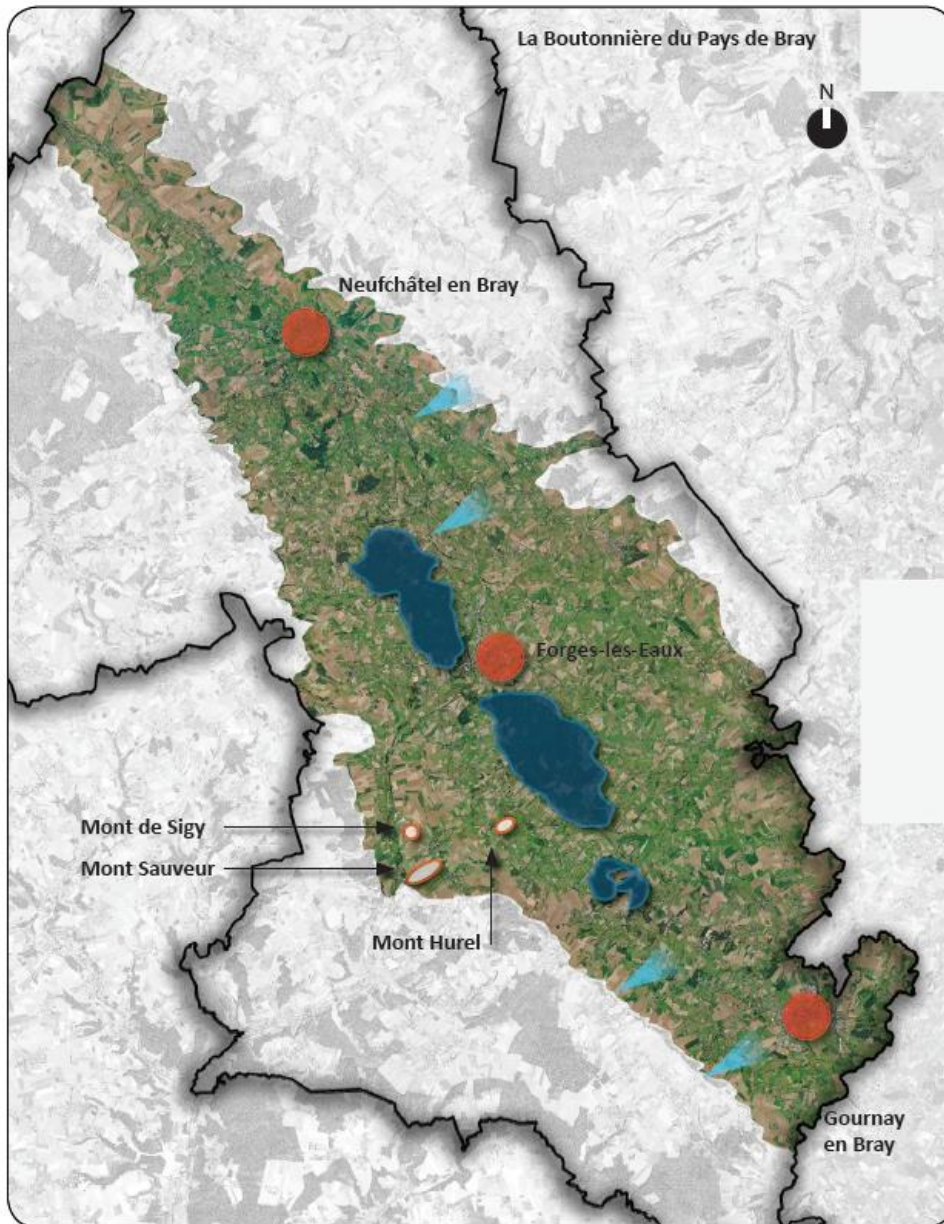 La Boutonnière du Pays de Bray
N
Neufchâtel en Bray
Forges-les-Eaux
Mont de Sigy
Mont Sauveur
Mont Hurel
Gournay
en Bray